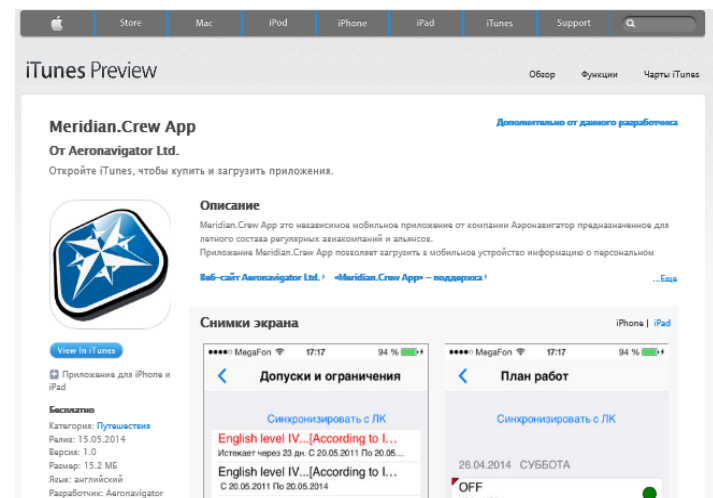 Store Mac iPod iPhone iPad iTunes Support
iTunes Preview
Обзор Функции Чарты iTunes
Meridian.Crew App
Дополнительно от данного разработчика
От Aeronavigator Ltd.
Откройте iTunes, чтобы купить и загрузить приложения.
Описание
Meridian.Crew App это независимое мобильное приложение от компании Аэронавигатор предназначенное для
летного состава регулярных авиакомпаний и альянсов.
Приложение Meridian.Crew App позволяет загрузить в мобильное устройство информацию о персональном
Веб-сайт Aeronavigator Ltd. «Meridian.Crew App» – поддержка
...Еще
Снимки экрана
iPhone | iPad
View In iTunes
Приложение для iPhone и
iPad
Бесплатно
Категория: Путешествия
Релиз: 15.05.2014
Версия: 1.0
Размер: 15.2 МБ
Язык: английский
Разработчик: Aeronavigator
MegaFon 17:17 94 %
Допуски и ограничения
Синхронизировать с ЛК
English level IV...[According to I...
Истекает через 23 дн. С 20.05.2011 По 20.05...
English level IV...[According to I...
С 20.05.2011 По 20.05.2014
MegaFon 17:17 94 %
План работ
Синхронизировать с ЛК
26.04.2014 СУББОТА
OFF